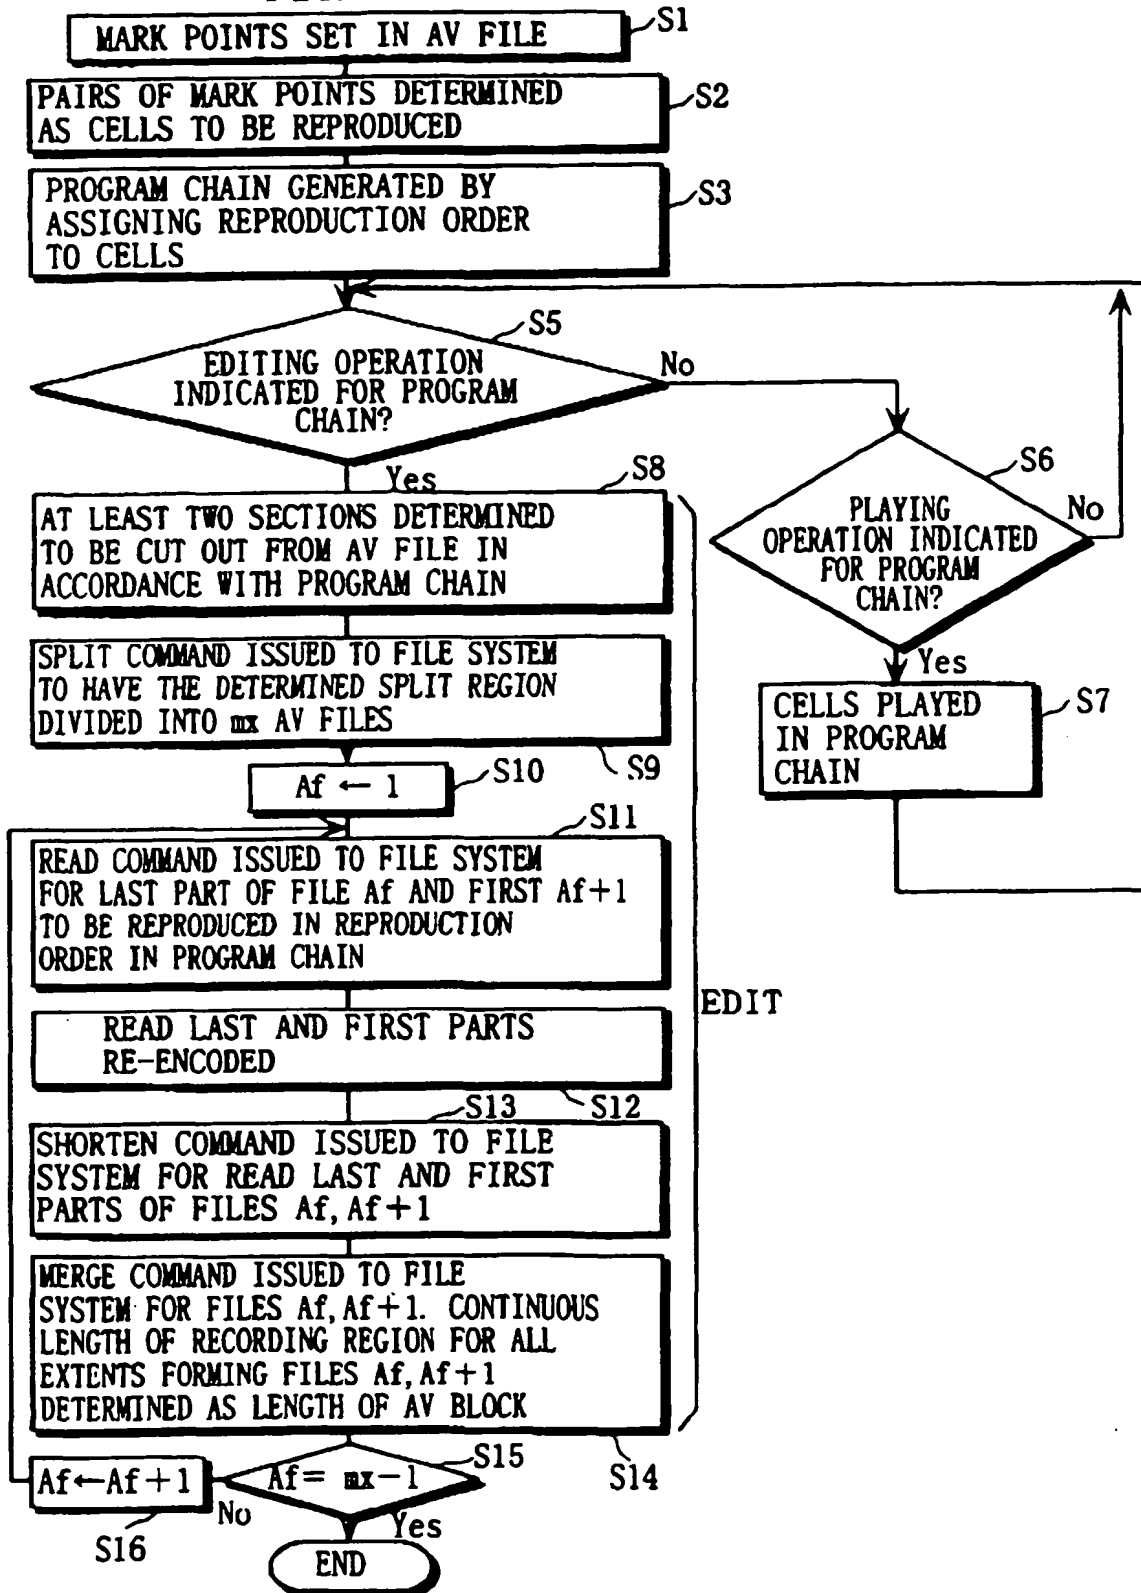 MARK POINTS SET IN AV FILE
S1
PAIRS OF MARK POINTS DETERMINED
AS CELLS TO BE REPRODUCED
S2
PROGRAM CHAIN GENERATED BY
ASSIGNING REPRODUCTION ORDER
TO CELLS
S3
S5
EDITING OPERATION
INDICATED FOR PROGRAM
CHAIN?
No
Yes
S6
PLAYING
OPERATION INDICATED
FOR PROGRAM
CHAIN?
No
Yes
CELLS PLAYED
IN PROGRAM
CHAIN
S7
S8
AT LEAST TWO SECTIONS DETERMINED
TO BE CUT OUT FROM AV FILE IN
ACCORDANCE WITH PROGRAM CHAIN
SPLIT COMMAND ISSUED TO FILE SYSTEM
TO HAVE THE DETERMINED SPLIT REGION
DIVIDED INTO mx AV FILES
S9
Af ← 1
S10
S11
READ COMMAND ISSUED TO FILE SYSTEM
FOR LAST PART OF FILE Af AND FIRST Af+1
TO BE REPRODUCED IN REPRODUCTION
ORDER IN PROGRAM CHAIN
EDIT
READ LAST AND FIRST PARTS
RE-ENCODED
S12
S13
SHORTEN COMMAND ISSUED TO FILE
SYSTEM FOR READ LAST AND FIRST
PARTS OF FILES Af, Af+1
MERGE COMMAND ISSUED TO FILE
SYSTEM FOR FILES Af, Af+1. CONTINUOUS
LENGTH OF RECORDING REGION FOR ALL
EXTENTS FORMING FILES Af, Af+1
DETERMINED AS LENGTH OF AV BLOCK
S14
Af= mx-1
S15
No
Yes
Af←Af+1
S16
END